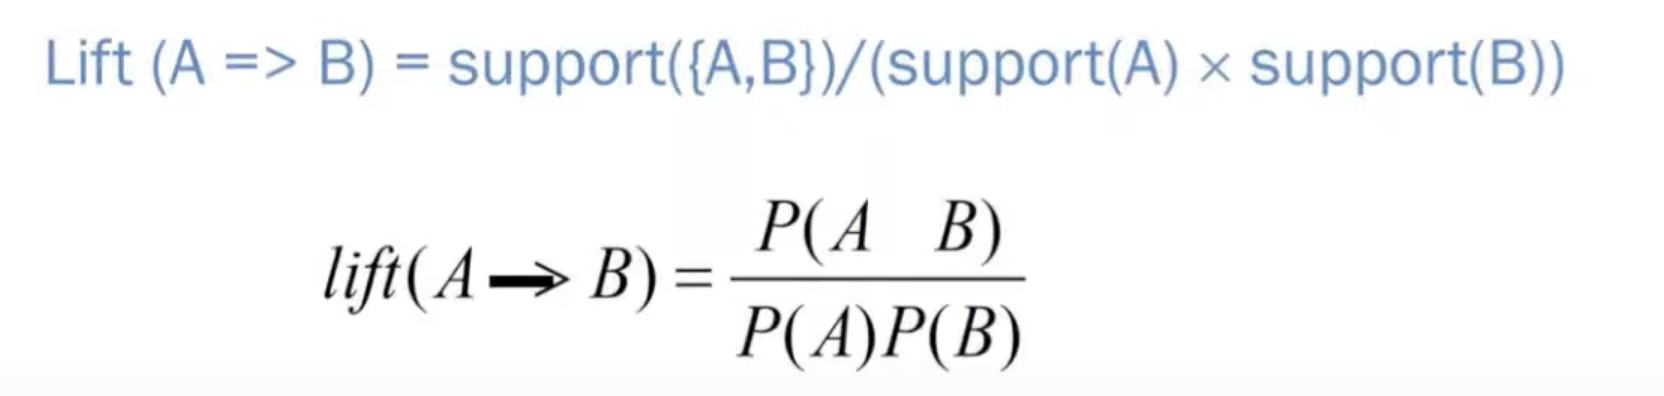 Lift (A => B) = support({A,B})/(support(A) × support(B))
lift(A → B) = P(A B) / P(A)P(B)